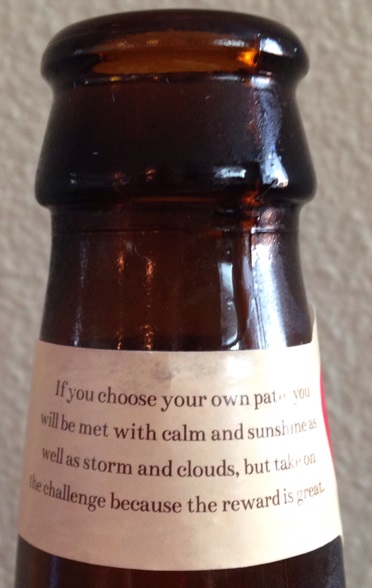 If you choose your own path you
will be met with calm and sunshine as
well as storm and clouds, but take on
the challenge because the reward is great.